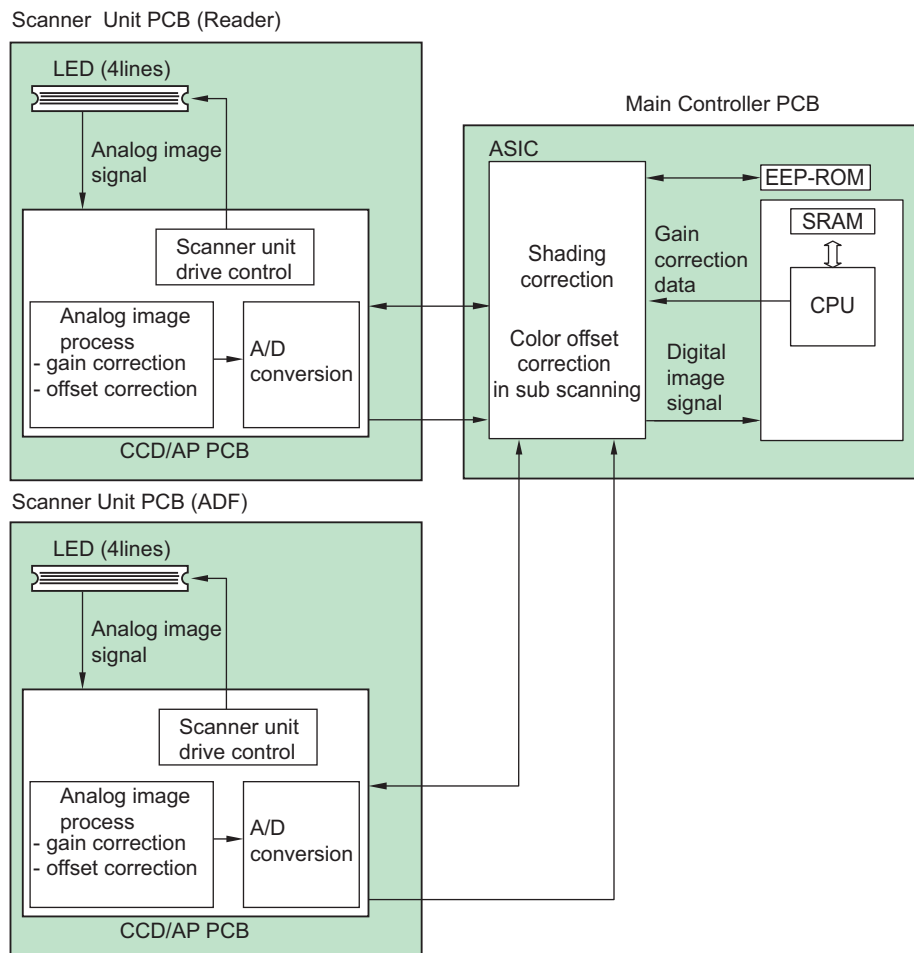 Scanner Unit PCB (Reader)
LED (4lines)
Analog image
signal
Scanner unit
drive control
Analog image
process
- gain correction
- offset correction
A/D
conversion
CCD/AP PCB
Main Controller PCB
ASIC
Shading
correction
Color offset
correction
in sub scanning
EEP-ROM
SRAM
CPU
Gain
correction
data
Digital
image
signal
Scanner Unit PCB (ADF)
LED (4lines)
Analog image
signal
Scanner unit
drive control
Analog image
process
- gain correction
- offset correction
A/D
conversion
CCD/AP PCB